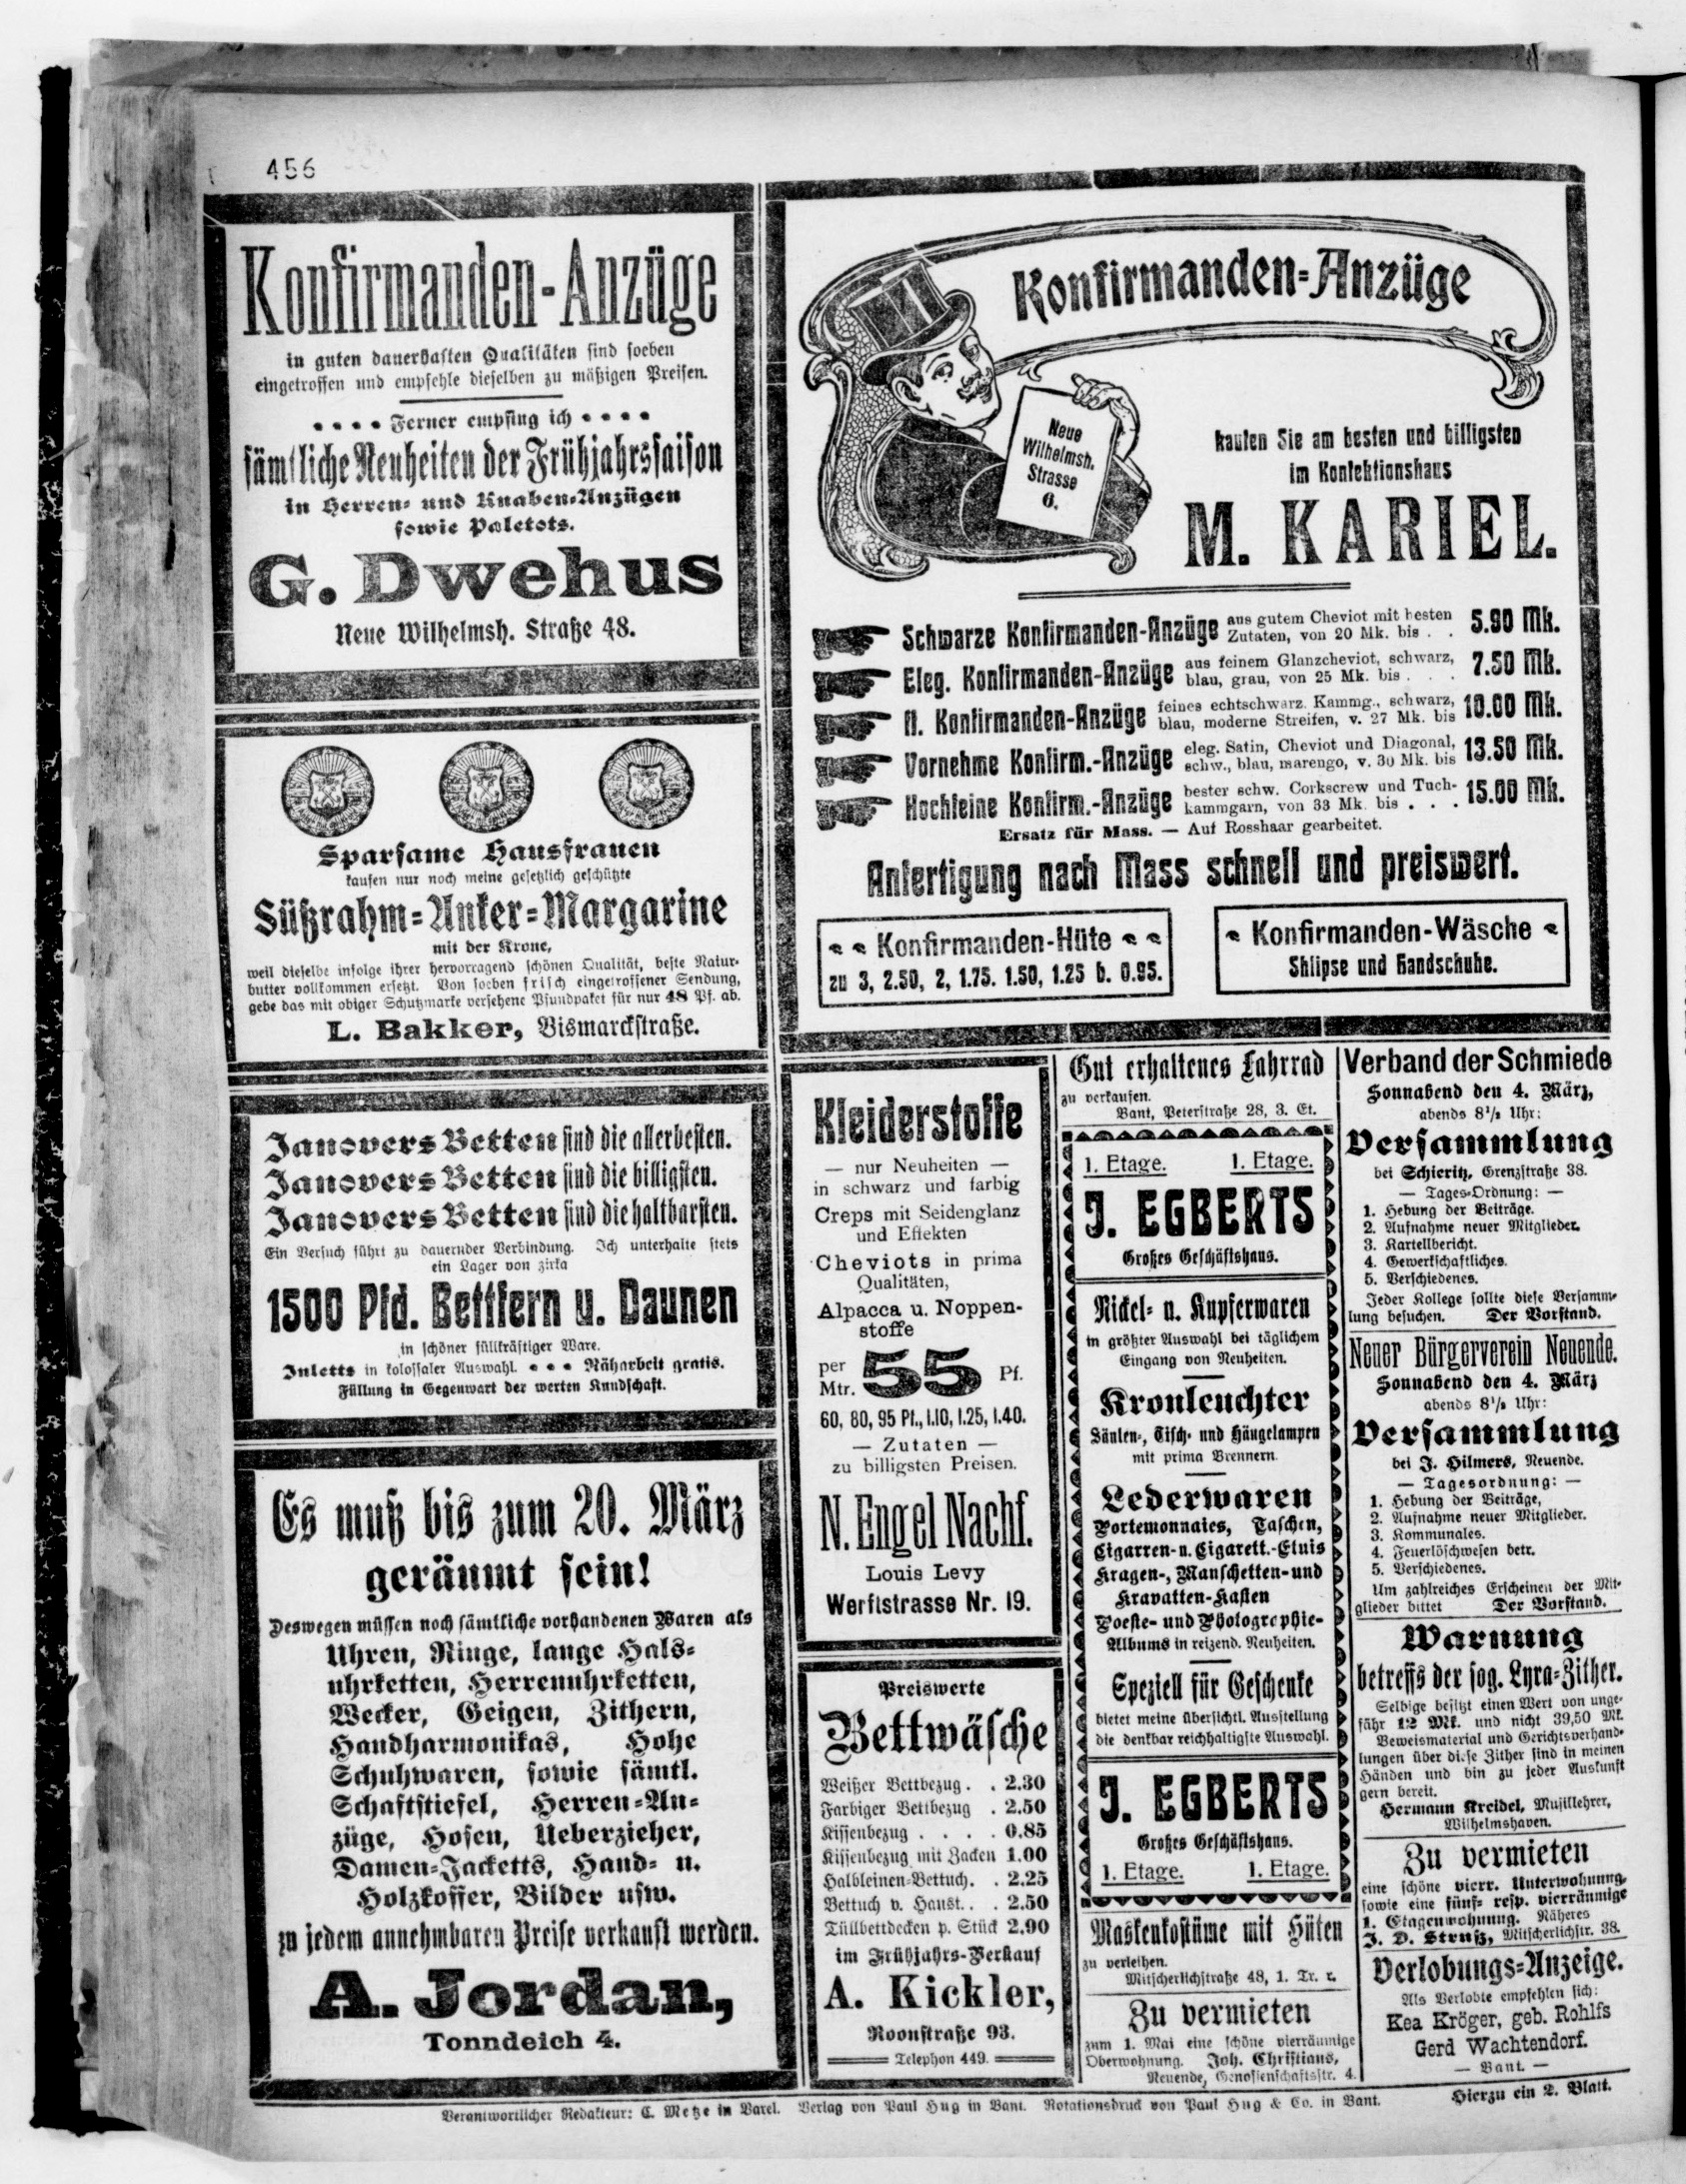 456
Konfirmanden-Anzüge
in guten dauerhaften Qualitäten sind soeben
eingetroffen und empfehle dieselben zu mäßigen Preisen.
Ferner empfing ich
sämtliche Neuheiten der Frühjahrssaison
in Herren- und Knaben-Anzügen
sowie Paletots.
G. Dwehus
Neue Wilhelmsh. Straße 48.
Sparsame Hausfrauen
kaufen nur noch meine gesetzlich geschützte
Süßrahm-Anker-Margarine
mit der Krone,
weil dieselbe infolge ihrer hervorragend schönen Qualität, beste Natur-
butter vollkommen ersetzt. Von soeben frisch eingetroffener Sendung,
gebe das mit obiger Schutzmarke versehene Pfundpaket für nur 48 Pf. ab.
L. Bakker, Bismarckstraße.
Janovers Betten sind die allerbesten.
Janovers Betten sind die billigsten.
Janovers Betten sind die haltbarsten.
Ein Versuch führt zu dauernder Verbindung. Ich unterhalte stets
ein Lager von zirka
1500 Pfd. Bettfern u. Daunen
in schöner füllkräftiger Ware.
Inletts in kolossaler Auswahl. • • • Näharbeit gratis.
Füllung in Gegenwart der werten Kundschaft.
Es muß bis zum 20. März
geräumt sein!
Deswegen müssen noch sämtliche vorhandenen Waren als
Uhren, Ringe, lange Hals-
uhrketten, Herrenuhrketten,
Wecker, Geigen, Zithern,
Handharmonikas, Hohe
Schuhwaren, sowie sämtl.
Schaftstiefel, Herren-An-
züge, Hosen, Ueberzieher,
Damen-Jacketts, Hand- u.
Holzkoffer, Bilder usw.
zu jedem annehmbaren Preise verkauft werden.
A. Jordan,
Tonndeich 4.
Konfirmanden-Anzüge
Neue
Wilhelmsh.
Strasse
6.
kaufen Sie am besten und billigsten
im Konfektionshaus
M. KARIEL.
Schwarze Konfirmanden-Anzüge aus gutem Cheviot mit besten Zutaten, von 20 Mk. bis . . 5.90 Mk.
Eleg. Konfirmanden-Anzüge aus feinem Glanzcheviot, schwarz, blau, grau, von 25 Mk. bis . . . 7.50 Mk.
ff. Konfirmanden-Anzüge feines echtschwarz. Kammg., schwarz, blau, moderne Streifen, v. 27 Mk. bis 10.00 Mk.
Vornehme Konfirm.-Anzüge eleg. Satin, Cheviot und Diagonal, schw., blau, marengo, v. 30 Mk. bis 13.50 Mk.
Hochfeine Konfirm.-Anzüge bester schw. Corkscrew und Tuch-kammgarn, von 33 Mk. bis . . . 15.00 Mk.
Ersatz für Mass. — Auf Rosshaar gearbeitet.
Anfertigung nach Mass schnell und preiswert.
Konfirmanden-Hüte
zu 3, 2.50, 2, 1.75. 1.50, 1.25 b. 0.95.
Konfirmanden-Wäsche
Shlipse und Handschuhe.
Kleiderstoffe
— nur Neuheiten —
in schwarz und farbig
Creps mit Seidenglanz
und Effekten
Cheviots in prima
Qualitäten,
Alpacca u. Noppen-
stoffe
per Mtr. 55 Pf.
60, 80, 95 Pf., 1.10, 1.25, 1.40.
— Zutaten —
zu billigsten Preisen.
N. Engel Nachf.
Louis Levy
Werftstrasse Nr. 19.
Preiswerte
Bettwäsche
Weißer Bettbezug. . 2.30
Farbiger Bettbezug . 2.50
Kissenbezug . . . . 0.85
Kissenbezug mit Zacken 1.00
Halbleinen-Bettuch. . 2.25
Bettuch v. Haust. . . 2.50
Tüllbettdecken p. Stück 2.90
im Frühjahrs-Verkauf
A. Kickler,
Roonstraße 93.
Telephon 449.
Gut erhaltenes Fahrrad
zu verkaufen.
Bant, Peterstraße 28, 3. Et.
1. Etage. 1. Etage.
J. EGBERTS
Großes Geschäftshaus.
Nickel- u. Kupferwaren
in größter Auswahl bei täglichem
Eingang von Neuheiten.
Kronleuchter
Säulen-, Tisch- und Hängelampen
mit prima Brennern.
Lederwaren
Portemonnaies, Taschen,
Cigarren- u. Cigarett.-Etuis
Kragen-, Manschetten- und
Kravatten-Kasten
Poesie- und Photographie-
Albums in reizend. Neuheiten.
Speziell für Geschenke
bietet meine übersichtl. Ausstellung
die denkbar reichhaltigste Auswahl.
J. EGBERTS
Großes Geschäftshaus.
1. Etage. 1. Etage.
Maskenkostüme mit Hüten
zu verleihen.
Mitscherlichstraße 48, 1. Tr. r.
Zu vermieten
zum 1. Mai eine schöne vierräumige
Oberwohnung. Joh. Christians,
Neuende, Genossenschaftsstr. 4.
Verband der Schmiede
Sonnabend den 4. März,
abends 8½ Uhr:
Versammlung
bei Schieritz, Grenzstraße 38.
— Tages-Ordnung: —
1. Hebung der Beiträge.
2. Aufnahme neuer Mitglieder.
3. Kartellbericht.
4. Gewerkschaftliches.
5. Verschiedenes.
Jeder Kollege sollte diese Versamm-
lung besuchen. Der Vorstand.
Neuer Bürgerverein Neuende.
Sonnabend den 4. März
abends 8½ Uhr:
Versammlung
bei J. Hilmers, Neuende.
— Tagesordnung: —
1. Hebung der Beiträge,
2. Aufnahme neuer Mitglieder.
3. Kommunales.
4. Feuerlöschwesen betr.
5. Verschiedenes.
Um zahlreiches Erscheinen der Mit-
glieder bittet Der Vorstand.
Warnung
betreffs der sog. Lyra-Zither.
Selbige besitzt einen Wert von unge-
fähr 12 Mk. und nicht 39,50 Mk.
Beweismaterial und Gerichtsverhand-
lungen über diese Zither sind in meinen
Händen und bin zu jeder Auskunft
gern bereit.
Hermann Kreidel, Musiklehrer,
Wilhelmshaven.
Zu vermieten
eine schöne vierr. Unterwohnung,
sowie eine fünf- resp. vierräumige
1. Etagenwohnung. Näheres
J. D. Struß, Mitscherlichstr. 38.
Verlobungs-Anzeige.
Als Verlobte empfehlen sich:
Kea Kröger, geb. Rohlfs
Gerd Wachtendorf.
— Bant. —
Hierzu ein 2. Blatt.
Verantwortlicher Redakteur: C. Metze in Varel. Verlag von Paul Hug in Bant. Rotationsdruck von Paul Hug & Co. in Bant.